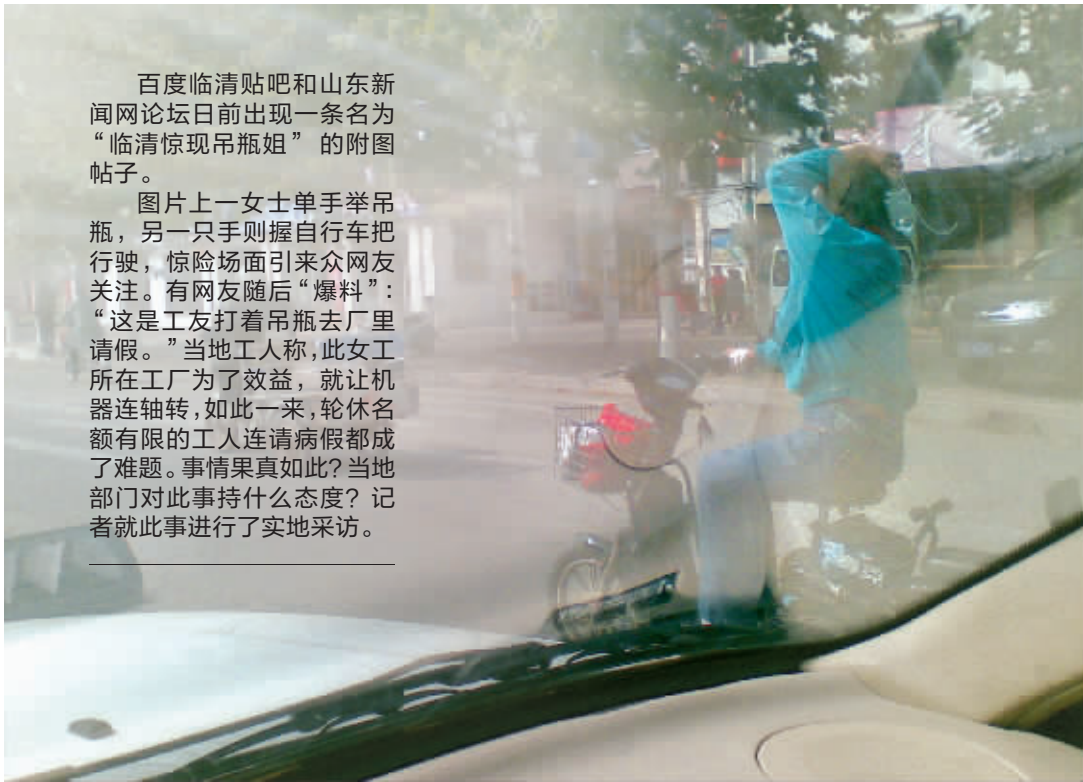 百度临清贴吧和山东新
闻网论坛日前出现一条名为
“临清惊现吊瓶姐” 的附图
帖子。
图片上一女士单手举吊
瓶，另一只手则握自行车把
行驶，惊险场面引来众网友
关注。有网友随后“爆料”：
“这是工友打着吊瓶去厂里
请假。”当地工人称，此女工
所在工厂为了效益，就让机
器连轴转，如此一来，轮休名
额有限的工人连请病假都成
了难题。事情果真如此？当地
部门对此事持什么态度？记
者就此事进行了实地采访。